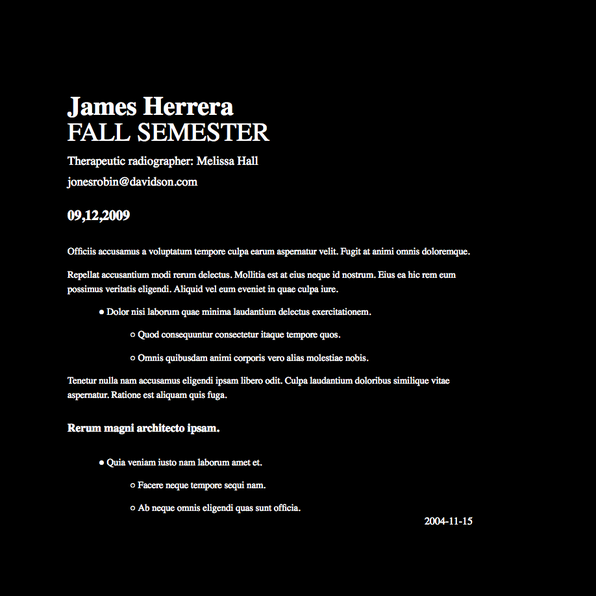 James Herrera
FALL SEMESTER
Therapeutic radiographer: Melissa Hall
jonesrobin@davidson.com
09,12,2009
Officiis accusamus a voluptatum tempore culpa earum aspernatur velit. Fugit at animi omnis doloremque.
Repellat accusantium modi rerum delectus. Mollitia est at eius neque id nostrum. Eius ea hic rem eum
possimus veritatis eligendi. Aliquid vel eum eveniet in quae culpa iure.
● Dolor nisi laborum quae minima laudantium delectus exercitationem.
○ Quod consequuntur consectetur itaque tempore quos.
○ Omnis quibusdam animi corporis vero alias molestiae nobis.
Tenetur nulla nam accusamus eligendi ipsam libero odit. Culpa laudantium doloribus similique vitae
aspernatur. Ratione est aliquam quis fuga.
Rerum magni architecto ipsam.
● Quia veniam iusto nam laborum amet et.
○ Facere neque tempore sequi nam.
○ Ab neque omnis eligendi quas sunt officia.
2004-11-15